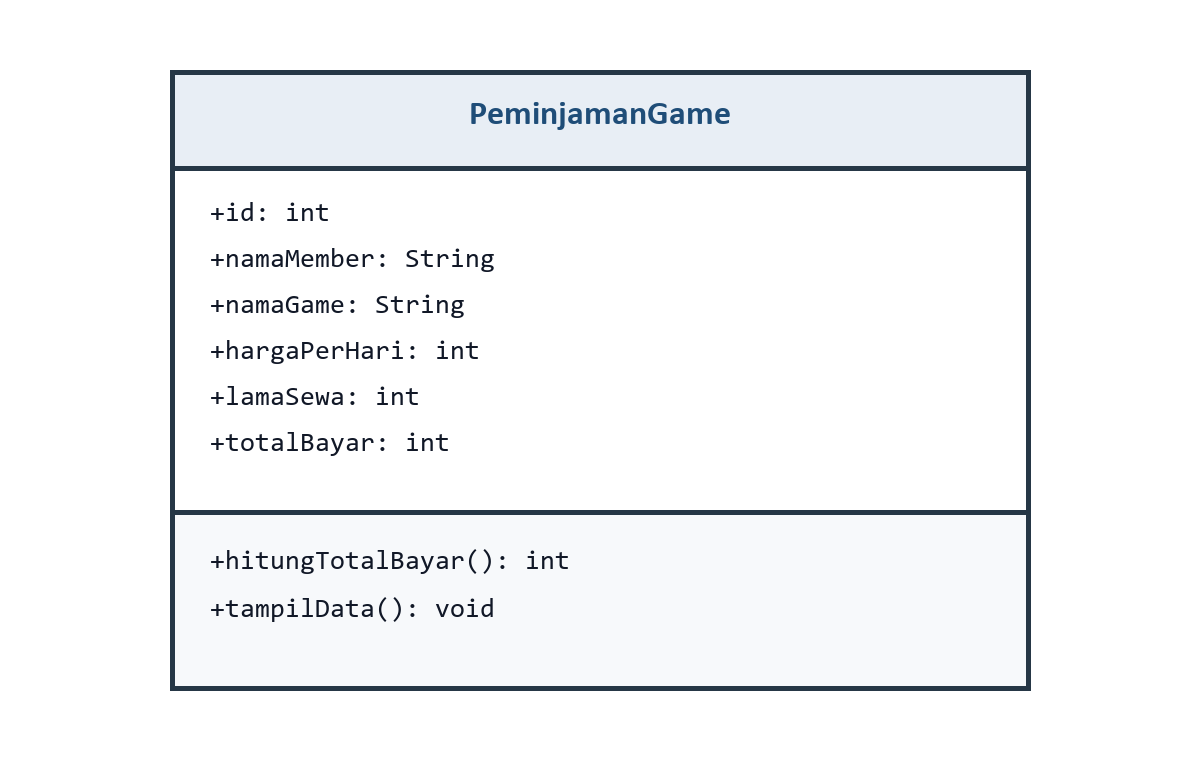 PeminjamanGame
+id: int
+namaMember: String
+namaGame: String
+hargaPerHari: int
+lamaSewa: int
+totalBayar: int
+hitungTotalBayar(): int
+tampilData(): void